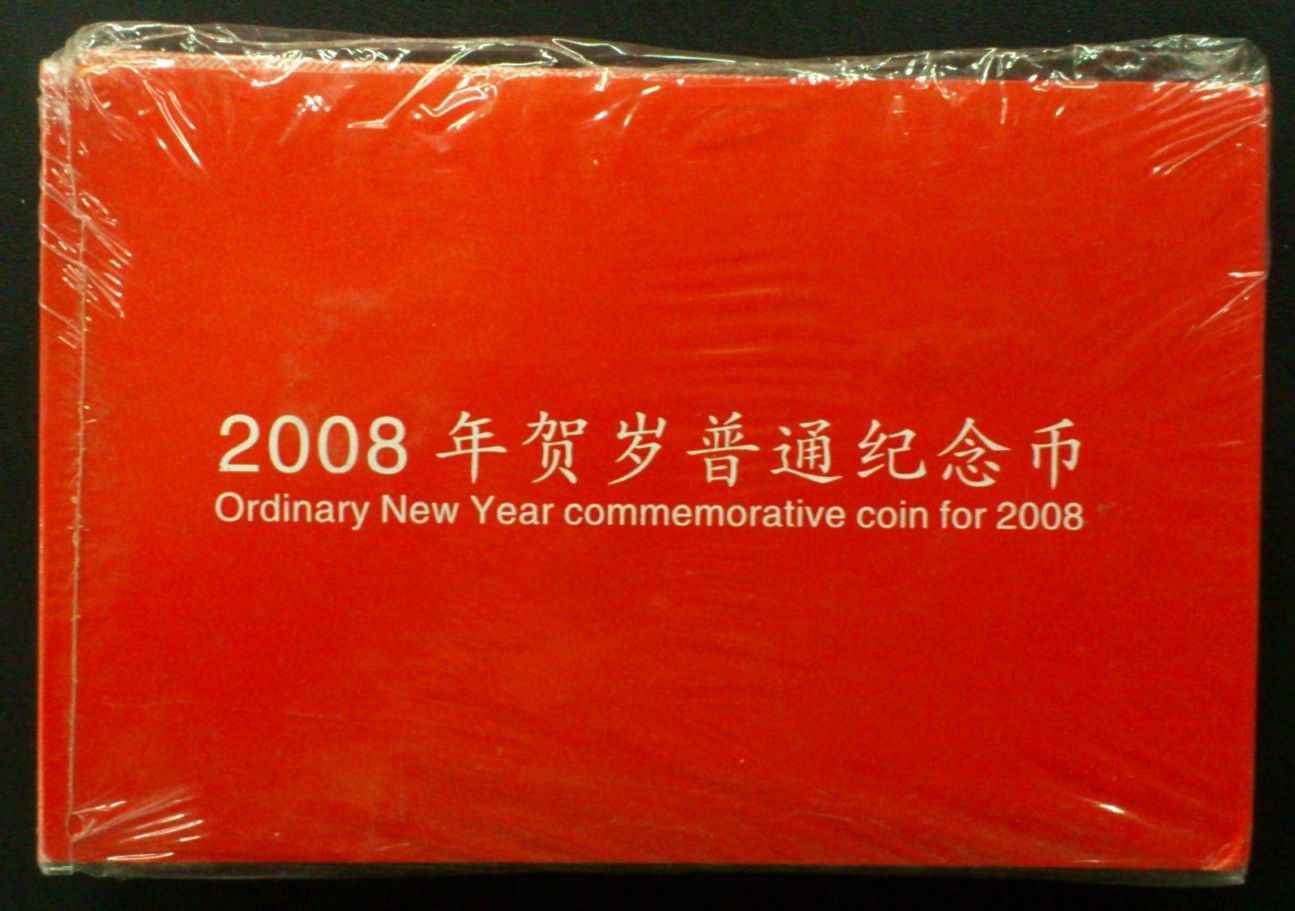 2008 年贺岁普通纪念币
Ordinary New Year commemorative coin for 2008